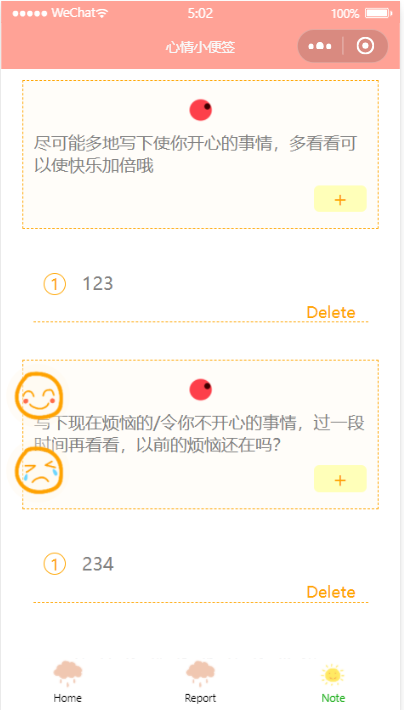 WeChat
5:02
100%
心情小便签
尽可能多地写下使你开心的事情，多看看可
以使快乐加倍哦
+
1 123
Delete
写下现在烦恼的/令你不开心的事情，过一段
时间再看看，以前的烦恼还在吗?
+
1 234
Delete
Home Report Note